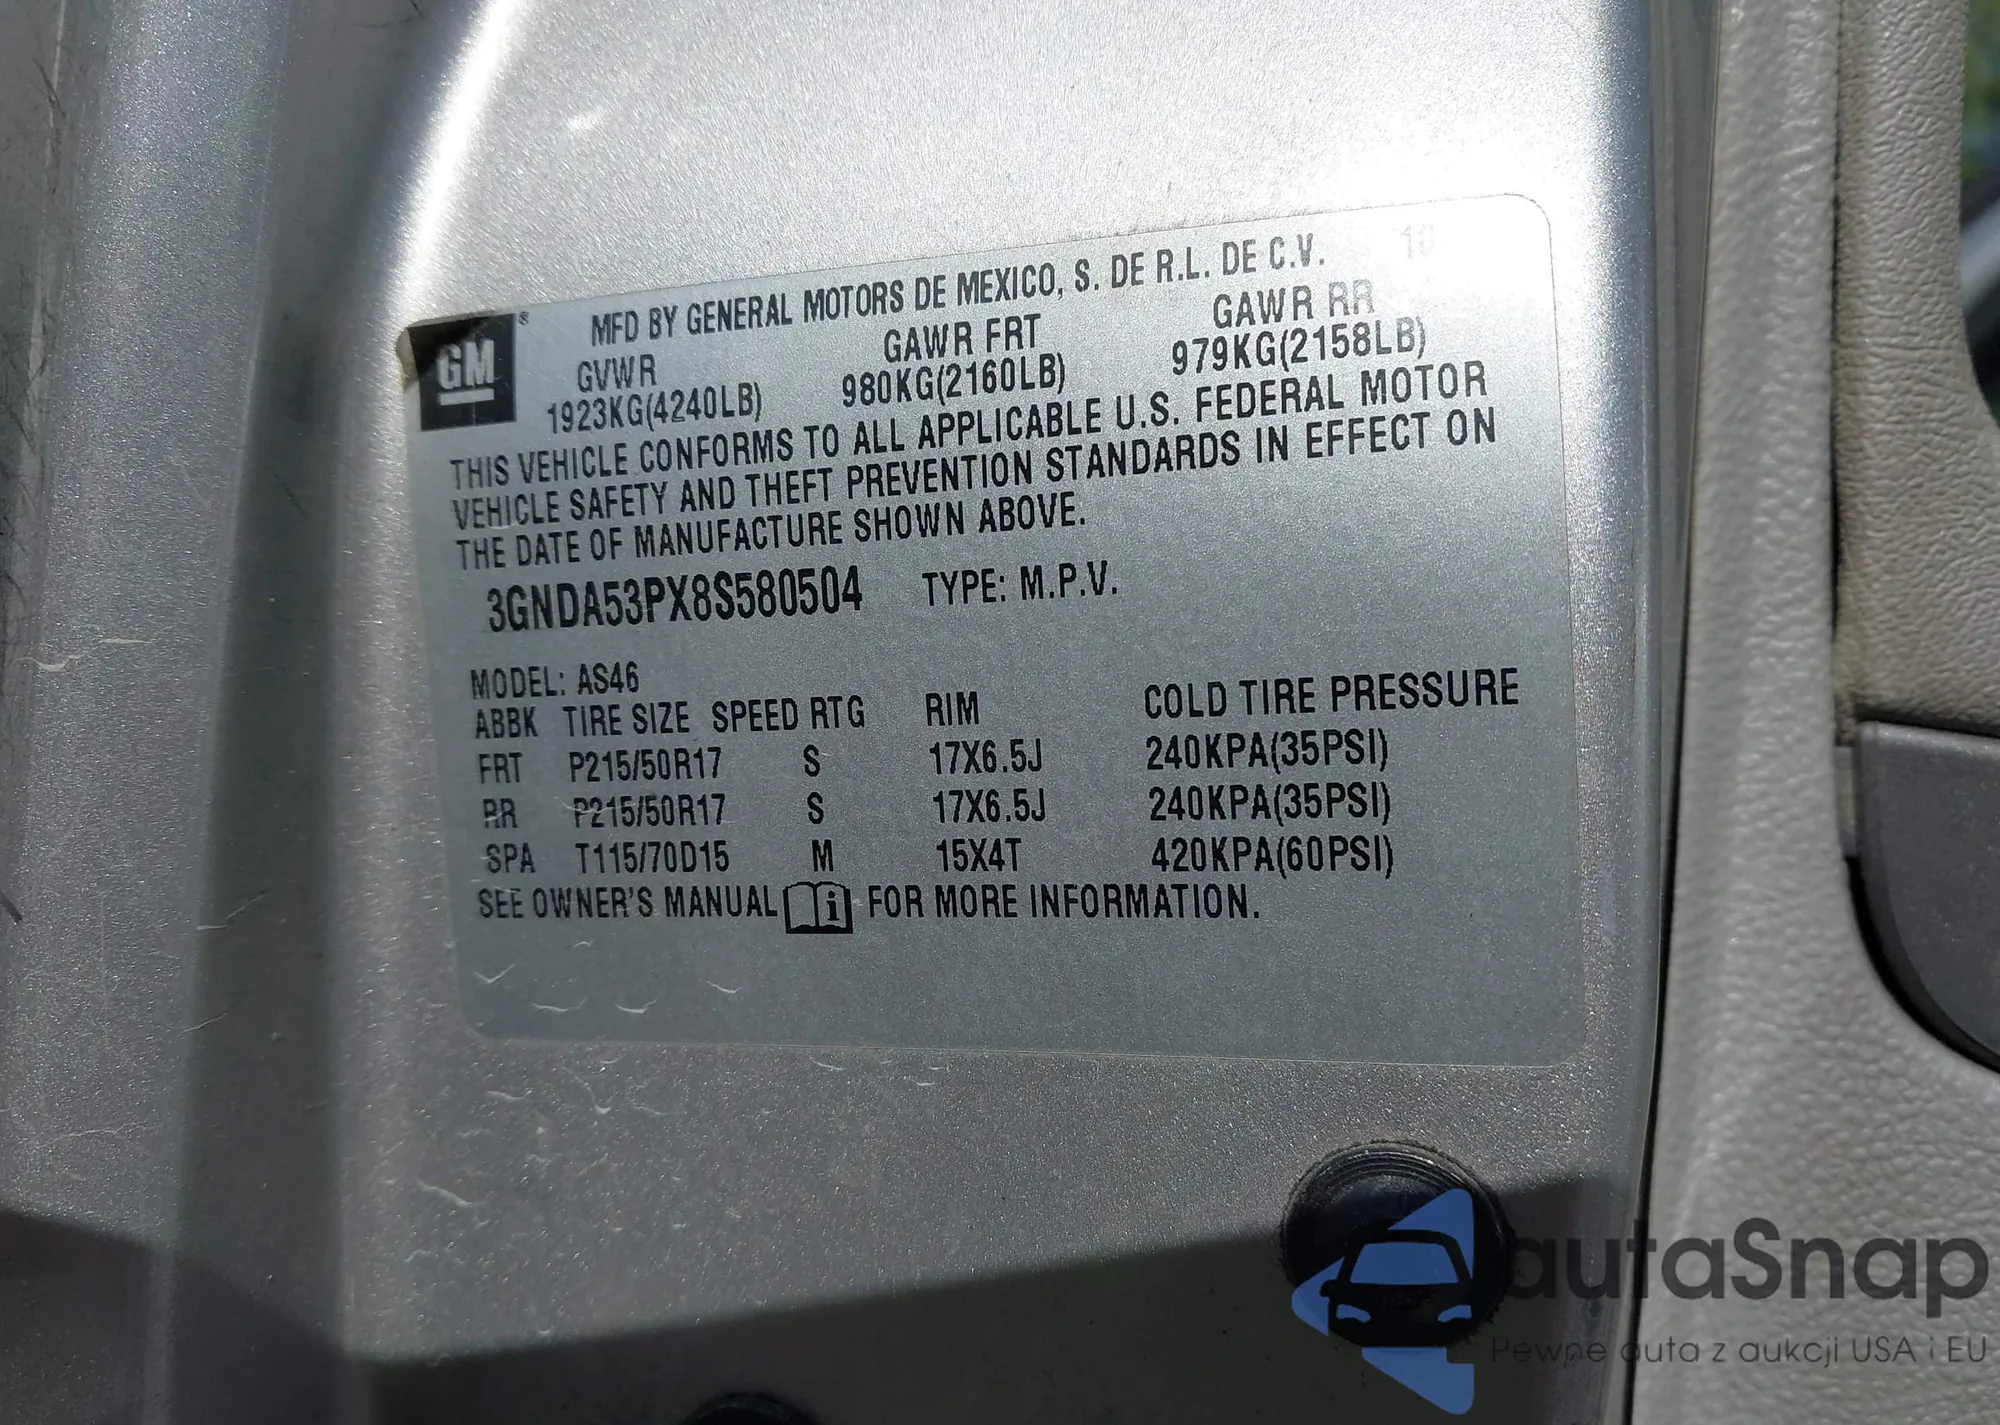 MFD BY GENERAL MOTORS DE MEXICO, S. DE R.L. DE C.V.
GM®
GVWR GAWR FRT GAWR RR
1923KG(4240LB) 980KG(2160LB) 979KG(2158LB)
THIS VEHICLE CONFORMS TO ALL APPLICABLE U.S. FEDERAL MOTOR
VEHICLE SAFETY AND THEFT PREVENTION STANDARDS IN EFFECT ON
THE DATE OF MANUFACTURE SHOWN ABOVE.
3GNDA53PX8S580504 TYPE: M.P.V.
MODEL: AS46
ABBK TIRE SIZE SPEED RTG RIM COLD TIRE PRESSURE
FRT P215/50R17 S 17X6.5J 240KPA(35PSI)
RR P215/50R17 S 17X6.5J 240KPA(35PSI)
SPA T115/70D15 M 15X4T 420KPA(60PSI)
SEE OWNER'S MANUAL i FOR MORE INFORMATION.
autaSnap
Pewne auta z aukcji USA i EU